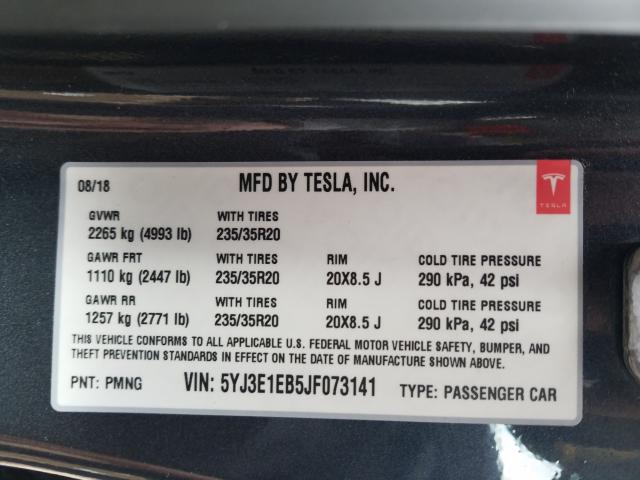 08/18 MFD BY TESLA, INC.
TESLA
GVWR WITH TIRES
2265 kg (4993 lb) 235/35R20
GAWR FRT WITH TIRES RIM COLD TIRE PRESSURE
1110 kg (2447 lb) 235/35R20 20X8.5 J 290 kPa, 42 psi
GAWR RR WITH TIRES RIM COLD TIRE PRESSURE
1257 kg (2771 lb) 235/35R20 20X8.5 J 290 kPa, 42 psi
THIS VEHICLE CONFORMS TO ALL APPLICABLE U.S. FEDERAL MOTOR VEHICLE SAFETY, BUMPER, AND
THEFT PREVENTION STANDARDS IN EFFECT ON THE DATE OF MANUFACTURE SHOWN ABOVE.
PNT: PMNG VIN: 5YJ3E1EB5JF073141 TYPE: PASSENGER CAR